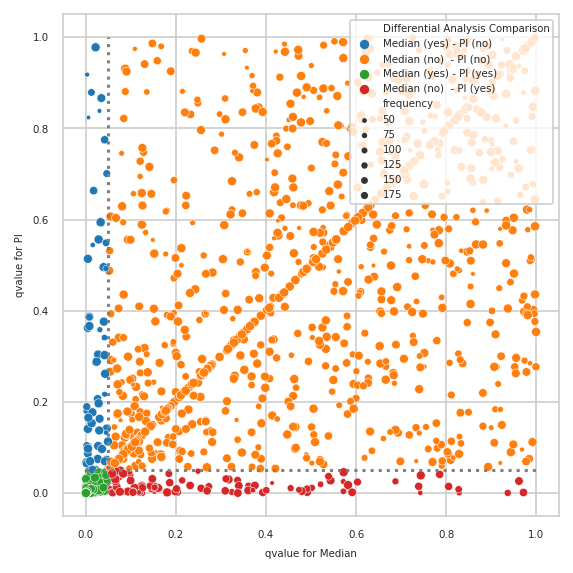 Differential Analysis Comparison
Median (yes) - PI (no)
Median (no)  - PI (no)
Median (yes) - PI (yes)
Median (no)  - PI (yes)
frequency
50
75
100
125
150
175
1.0
0.8
0.6
0.4
0.2
0.0
qvalue for PI
0.0 0.2 0.4 0.6 0.8 1.0
qvalue for Median